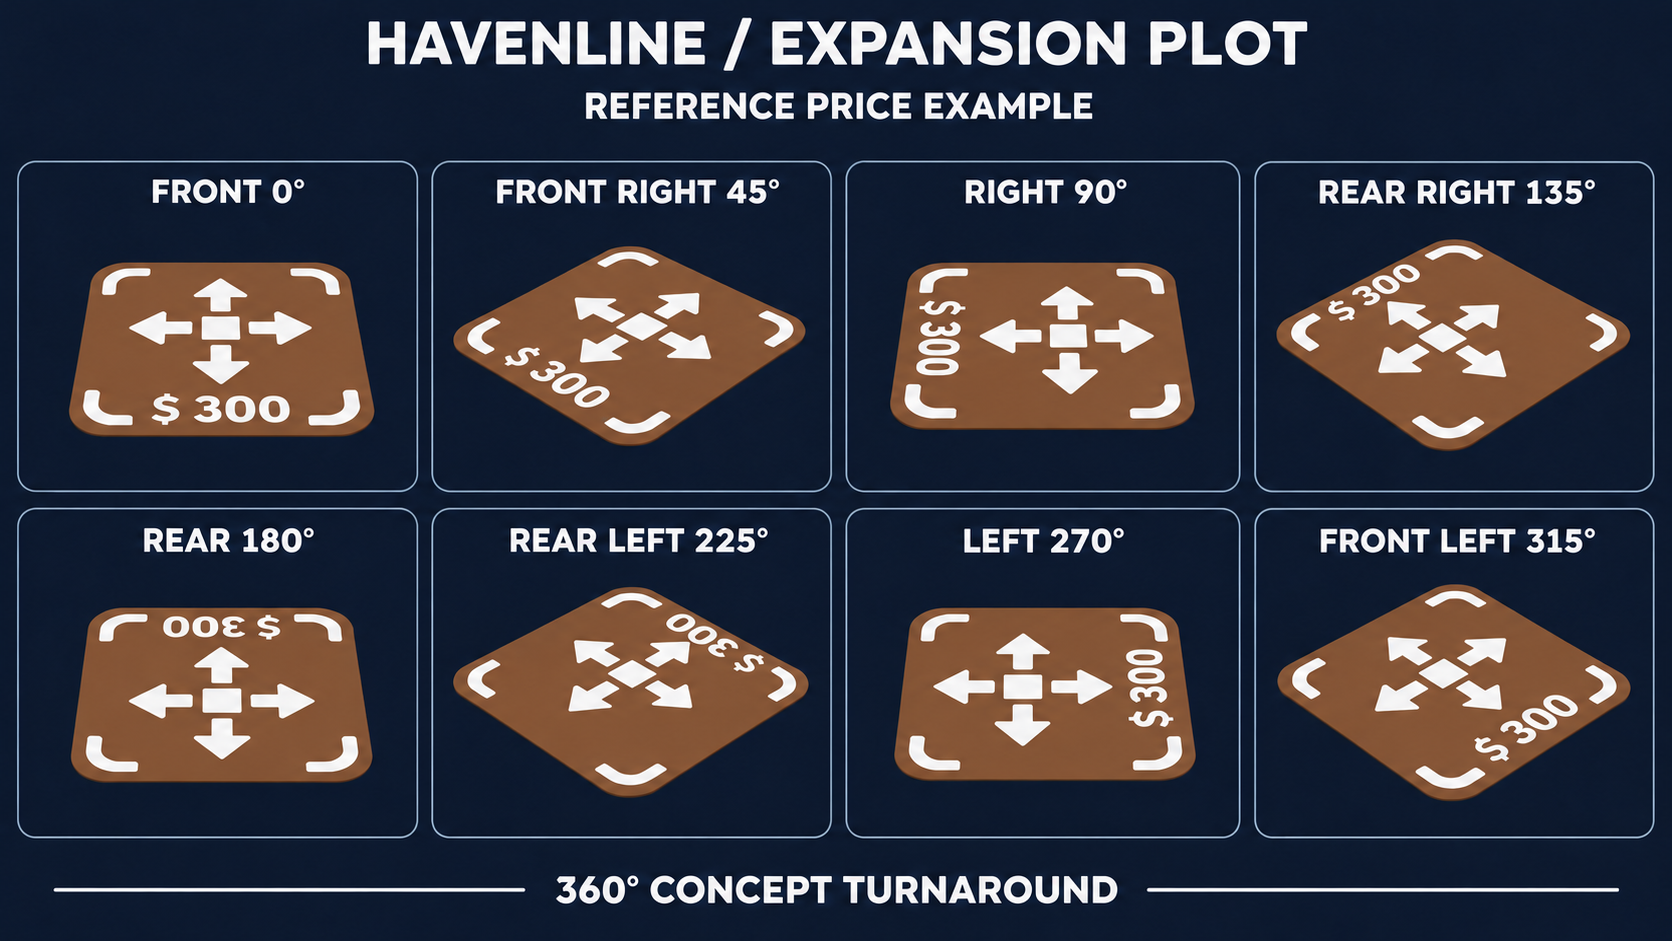 HAVENLINE / EXPANSION PLOT
REFERENCE PRICE EXAMPLE
FRONT 0°
$ 300
FRONT RIGHT 45°
$ 300
RIGHT 90°
$ 300
REAR RIGHT 135°
$ 300
REAR 180°
$ 300
REAR LEFT 225°
$ 300
LEFT 270°
$ 300
FRONT LEFT 315°
$ 300
360° CONCEPT TURNAROUND